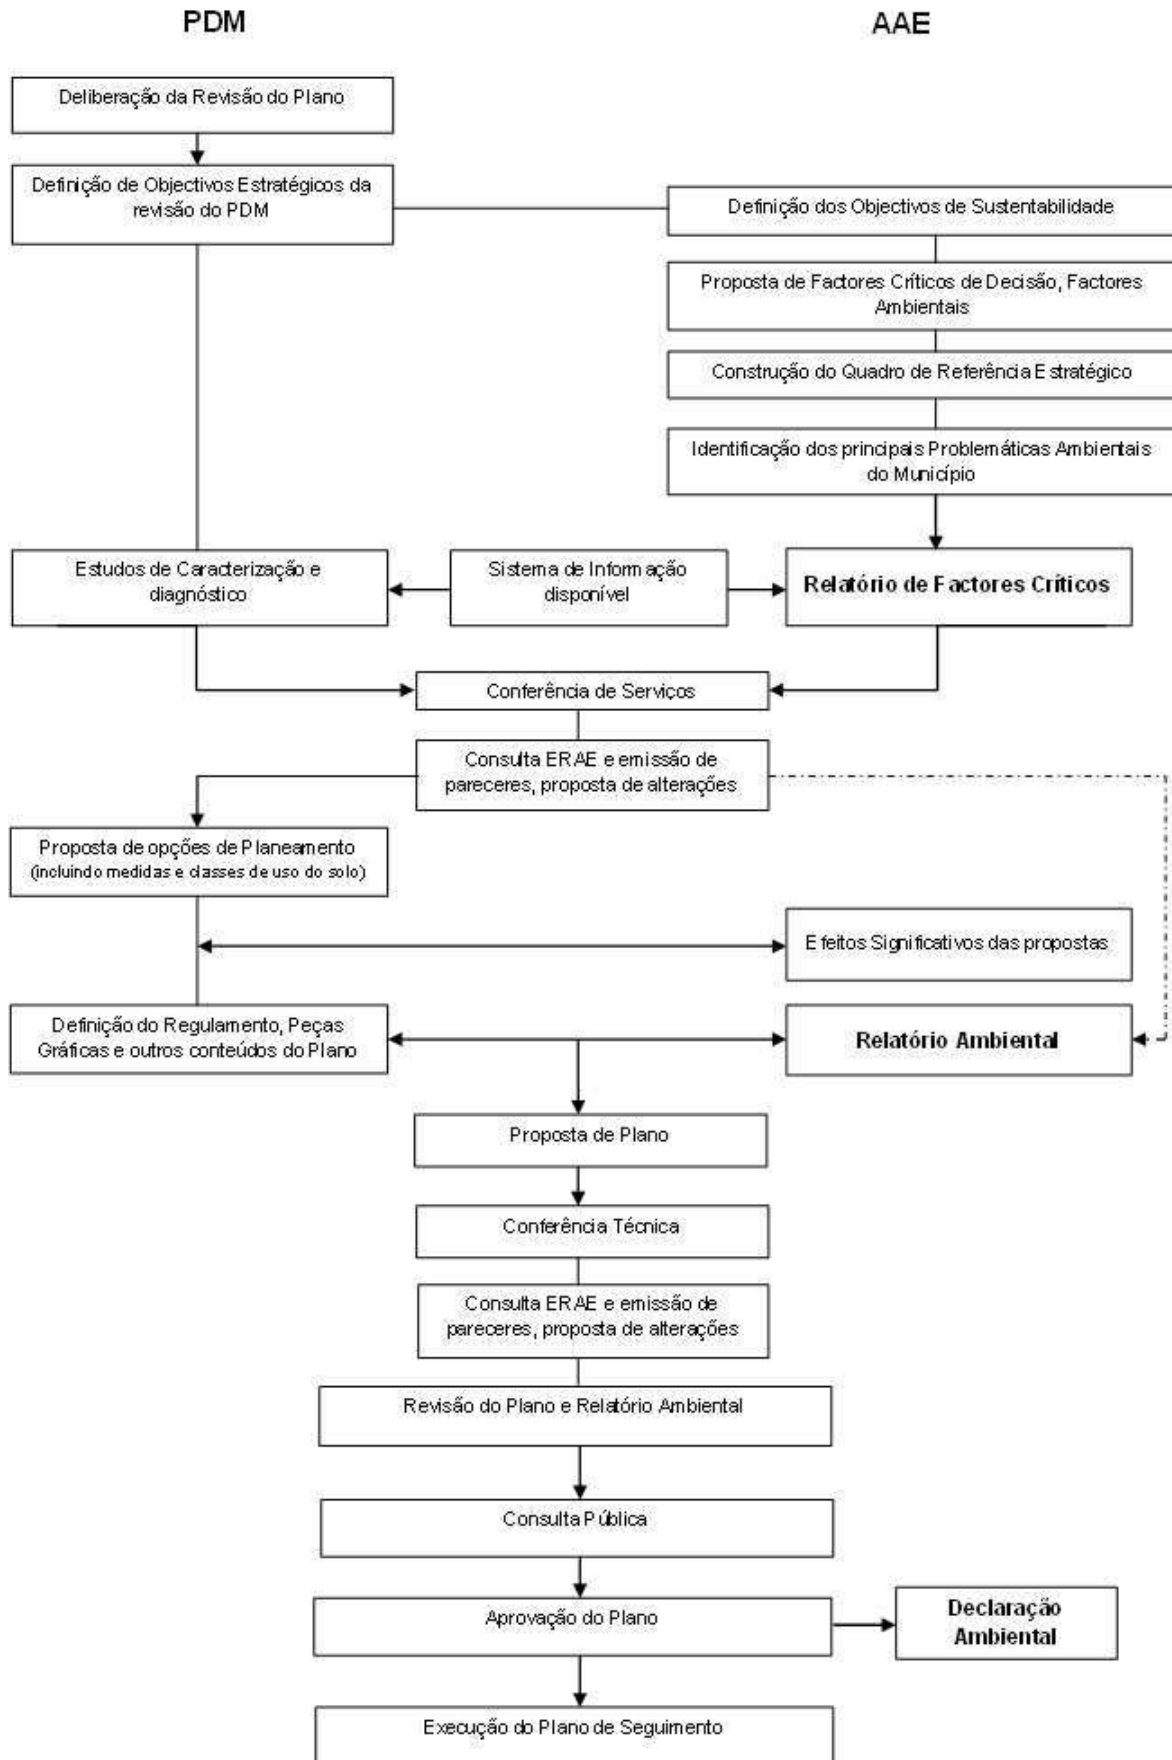 PDM
AAE
Deliberação da Revisão do Plano
Definição de Objectivos Estratégicos da
revisão do PDM
Definição dos Objectivos de Sustentabilidade
Proposta de Factores Críticos de Decisão, Factores
Ambientais
Construção do Quadro de Referência Estratégico
Identificação dos principais Problemáticas Ambientais
do Município
Estudos de Caracterização e
diagnóstico
Sistema de Informação
disponível
Relatório de Factores Críticos
Conferência de Serviços
Consulta ERAE e emissão de
pareceres, proposta de alterações
Proposta de opções de Planeamento
(incluindo medidas e classes de uso do solo)
Efeitos Significativos das propostas
Definição do Regulamento, Peças
Gráficas e outros conteúdos do Plano
Relatório Ambiental
Proposta de Plano
Conferência Técnica
Consulta ERAE e emissão de
pareceres, proposta de alterações
Revisão do Plano e Relatório Ambiental
Consulta Pública
Aprovação do Plano
Declaração
Ambiental
Execução do Plano de Seguimento